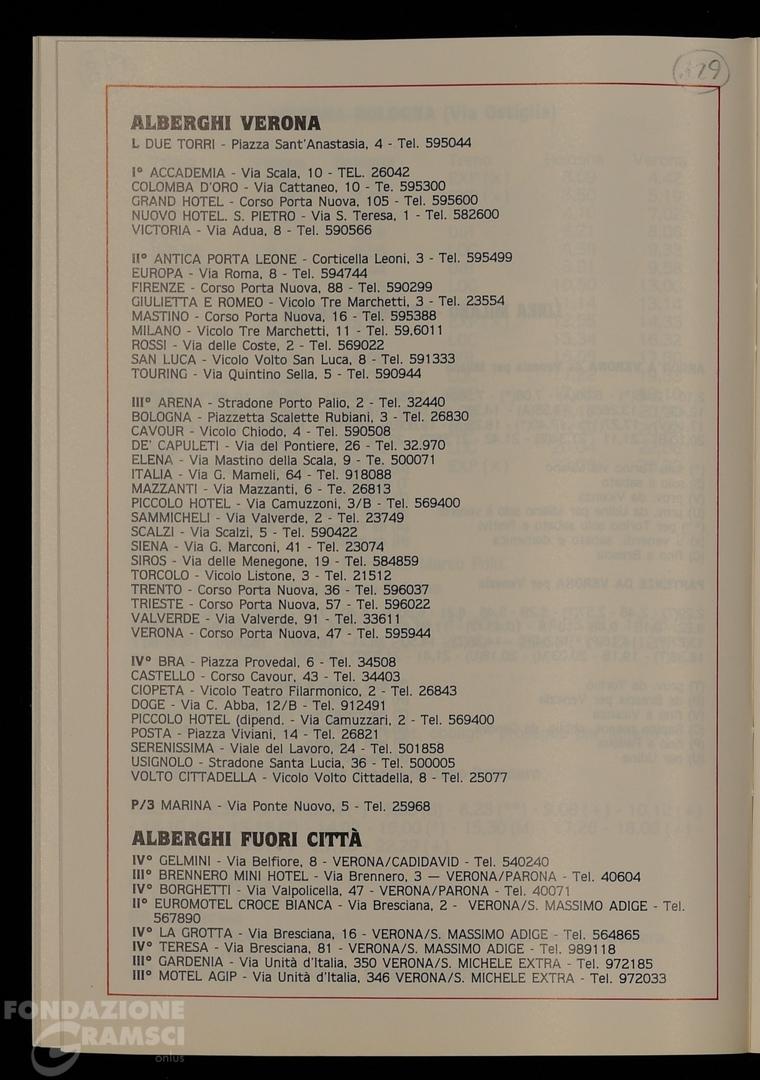 329
ALBERGHI VERONA
L DUE TORRI - Piazza Sant'Anastasia, 4 - Tel. 595044
I° ACCADEMIA - Via Scala, 10 - TEL. 26042
COLOMBA D'ORO - Via Cattaneo, 10 - Te. 595300
GRAND HOTEL - Corso Porta Nuova, 105 - Tel. 595600
NUOVO HOTEL. S. PIETRO - Via S. Teresa, 1 - Tel. 582600
VICTORIA - Via Adua, 8 - Tel. 590566
II° ANTICA PORTA LEONE - Corticella Leoni, 3 - Tel. 595499
EUROPA - Via Roma, 8 - Tel. 594744
FIRENZE - Corso Porta Nuova, 88 - Tel. 590299
GIULIETTA E ROMEO - Vicolo Tre Marchetti, 3 - Tel. 23554
MASTINO - Corso Porta Nuova, 16 - Tel. 595388
MILANO - Vicolo Tre Marchetti, 11 - Tel. 59,6011
ROSSI - Via delle Coste, 2 - Tel. 569022
SAN LUCA - Vicolo Volto San Luca, 8 - Tel. 591333
TOURING - Via Quintino Sella, 5 - Tel. 590944
III° ARENA - Stradone Porto Palio, 2 - Tel. 32440
BOLOGNA - Piazzetta Scalette Rubiani, 3 - Tel. 26830
CAVOUR - Vicolo Chiodo, 4 - Tel. 590508
DE' CAPULETI - Via del Pontiere, 26 - Tel. 32.970
ELENA - Via Mastino della Scala, 9 - Te. 500071
ITALIA - Via G. Mameli, 64 - Tel. 918088
MAZZANTI - Via Mazzanti, 6 - Te. 26813
PICCOLO HOTEL - Via Camuzzoni, 3/B - Tel. 569400
SAMMICHELI - Via Valverde, 2 - Tel. 23749
SCALZI - Via Scalzi, 5 - Tel. 590422
SIENA - Via G. Marconi, 41 - Tel. 23074
SIROS - Via delle Menegone, 19 - Tel. 584859
TORCOLO - Vicolo Listone, 3 - Tel. 21512
TRENTO - Corso Porta Nuova, 36 - Tel. 596037
TRIESTE - Corso Porta Nuova, 57 - Tel. 596022
VALVERDE - Via Valverde, 91 - Tel. 33611
VERONA - Corso Porta Nuova, 47 - Tel. 595944
IV° BRA - Piazza Provedal, 6 - Tel. 34508
CASTELLO - Corso Cavour, 43 - Tel. 34403
CIOPETA - Vicolo Teatro Filarmonico, 2 - Tel. 26843
DOGE - Via C. Abba, 12/B - Tel. 912491
PICCOLO HOTEL (dipend. - Via Camuzzari, 2 - Tel. 569400
POSTA - Piazza Viviani, 14 - Tel. 26821
SERENISSIMA - Viale del Lavoro, 24 - Tel. 501858
USIGNOLO - Stradone Santa Lucia, 36 - Tel. 500005
VOLTO CITTADELLA - Vicolo Volto Cittadella, 8 - Tel. 25077
P/3 MARINA - Via Ponte Nuovo, 5 - Tel. 25968
ALBERGHI FUORI CITTÀ
IV° GELMINI - Via Belfiore, 8 - VERONA/CADIDAVID - Tel. 540240
III° BRENNERO MINI HOTEL - Via Brennero, 3 — VERONA/PARONA - Tel. 40604
IV° BORGHETTI - Via Valpolicella, 47 - VERONA/PARONA - Tel. 40071
II° EUROMOTEL CROCE BIANCA - Via Bresciana, 2 - VERONA/S. MASSIMO ADIGE - Tel.
567890
IV° LA GROTTA - Via Bresciana, 16 - VERONA/S. MASSIMO ADIGE - Tel. 564865
IV° TERESA - Via Bresciana, 81 - VERONA/S. MASSIMO ADIGE - Tel. 989118
III° GARDENIA - Via Unità d'Italia, 350 VERONA/S. MICHELE EXTRA - Tel. 972185
III° MOTEL AGIP - Via Unità d'Italia, 346 VERONA/S. MICHELE EXTRA - Tel. 972033
FONDAZIONE
GRAMSCI
onlus